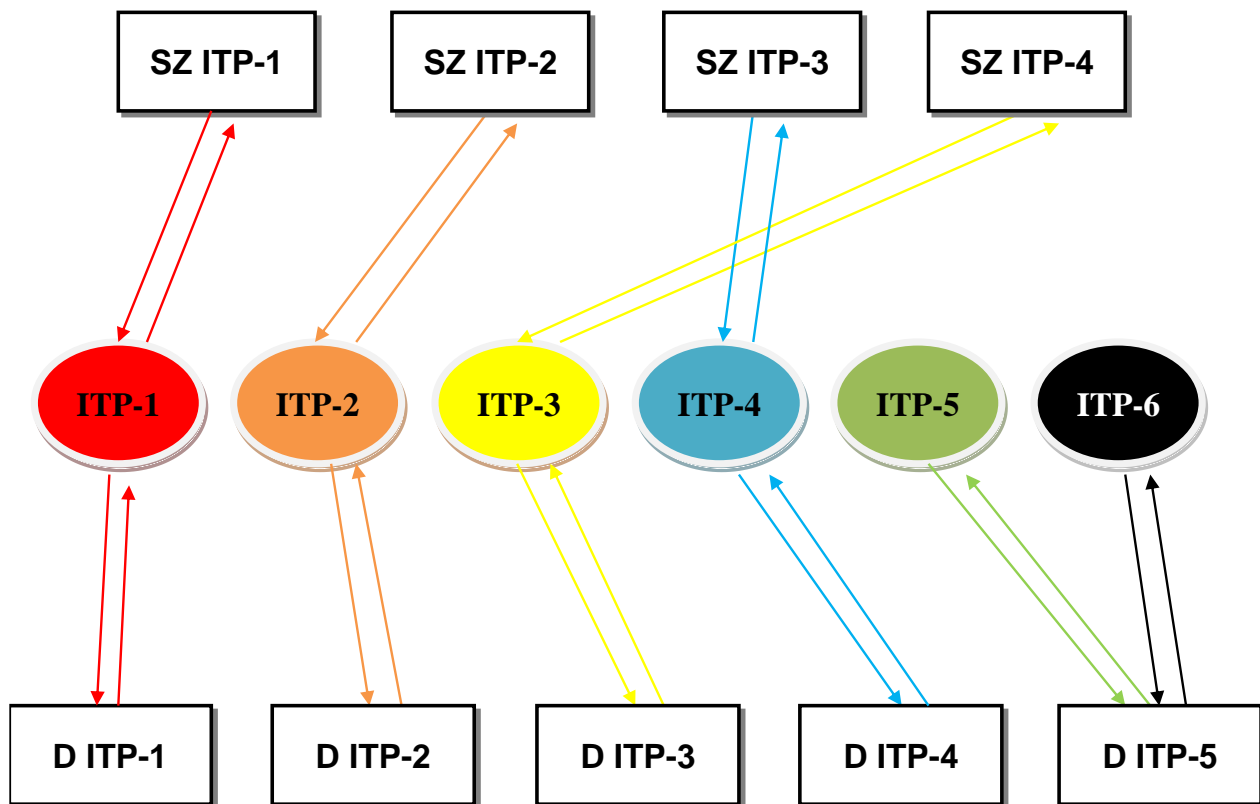 SZ ITP-1
SZ ITP-2
SZ ITP-3
SZ ITP-4
ITP-1
ITP-2
ITP-3
ITP-4
ITP-5
ITP-6
D ITP-1
D ITP-2
D ITP-3
D ITP-4
D ITP-5